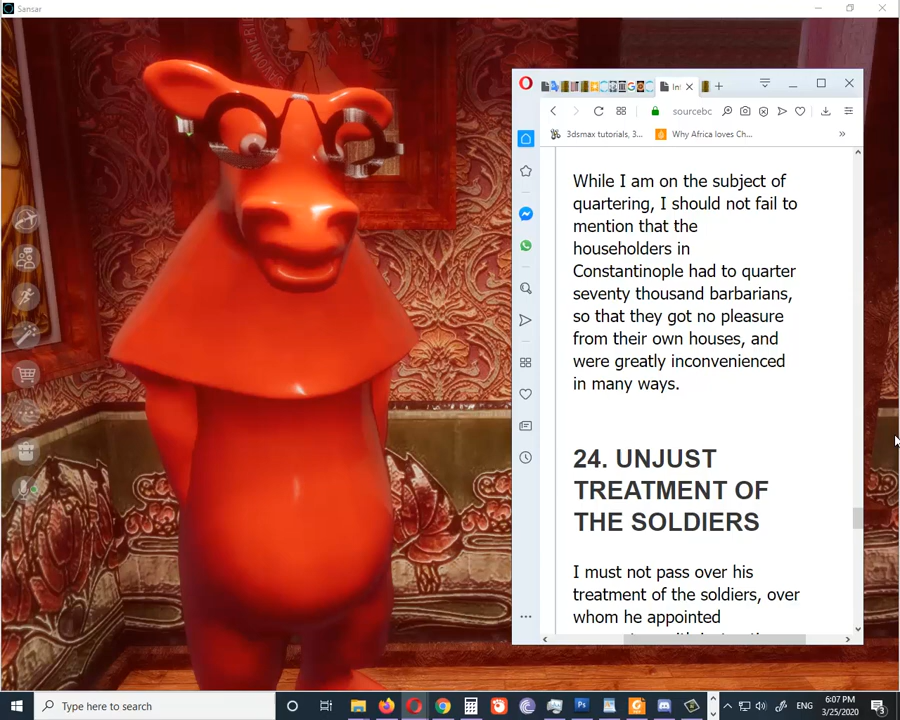 Sansar
Int
sourcebc
3dsmax tutorials, 3...
Why Africa loves Ch...
»
While I am on the subject of
quartering, I should not fail to
mention that the
householders in
Constantinople had to quarter
seventy thousand barbarians,
so that they got no pleasure
from their own houses, and
were greatly inconvenienced
in many ways.
24. UNJUST
TREATMENT OF
THE SOLDIERS
I must not pass over his
treatment of the soldiers, over
whom he appointed
Type here to search
ENG
6:07 PM
3/25/2020
3